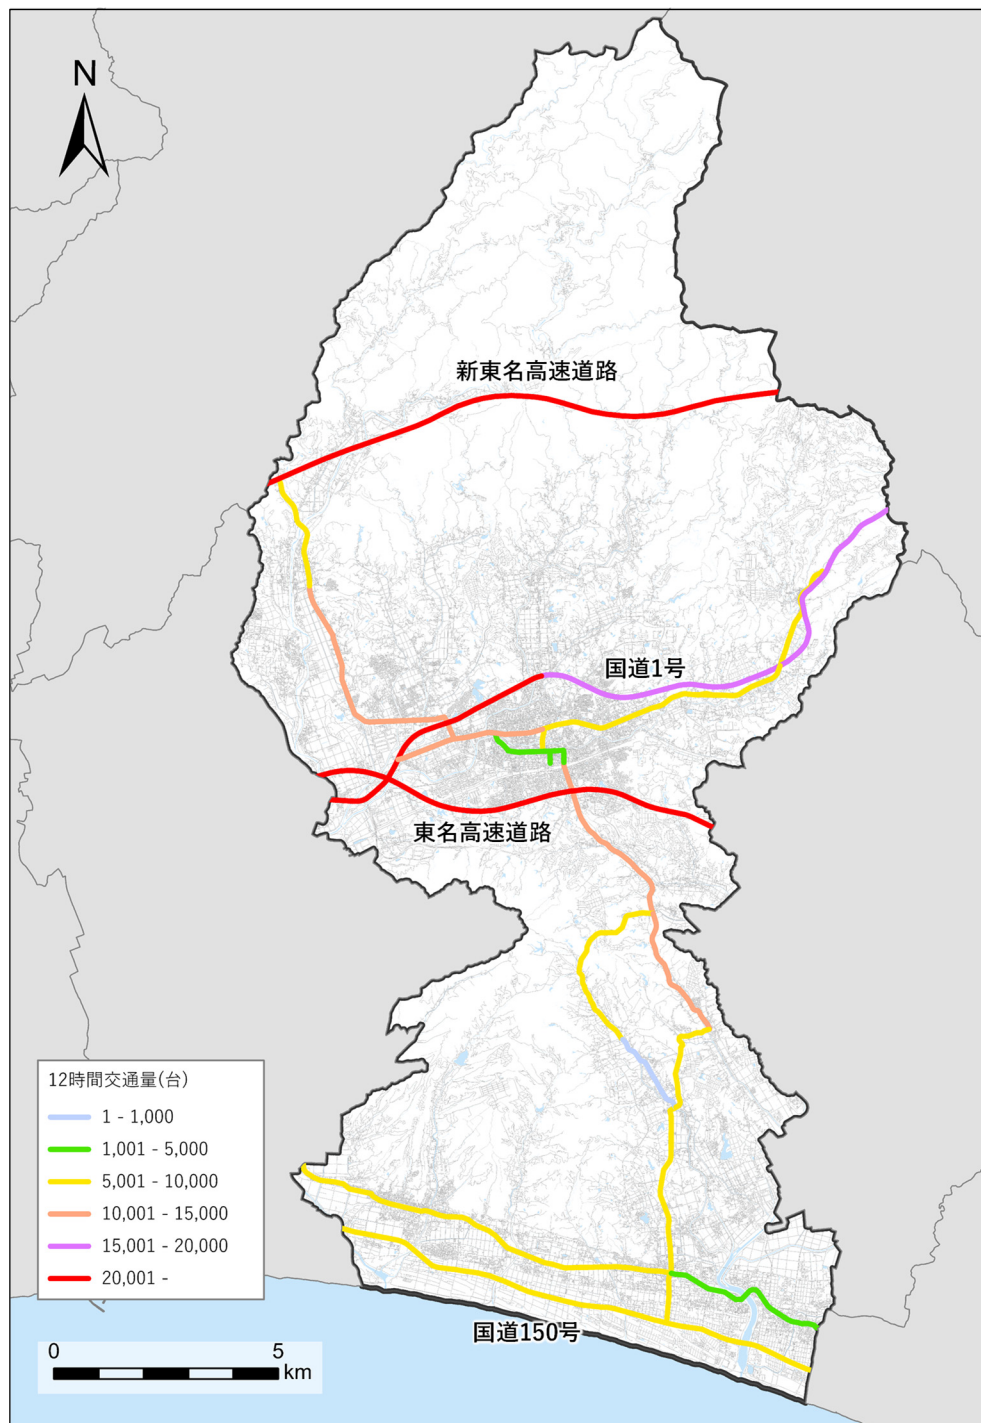 N
新東名高速道路
国道1号
東名高速道路
12時間交通量(台)
1 - 1,000
1,001 - 5,000
5,001 - 10,000
10,001 - 15,000
15,001 - 20,000
20,001 -
国道150号
0 5
km